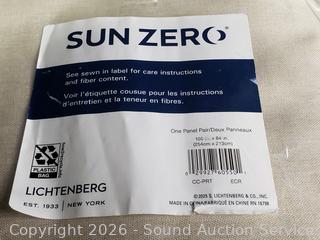 SUN ZERO®
See sewn in label for care instructions
and fiber content.
Voir l'étiquette cousue pour les instructions
d'entretien et la teneur en fibres.
PLASTIC
BAG
LICHTENBERG
EST. 1933 | NEW YORK
One Panel Pair/Deux Panneaux
100 in. x 84 in.
(254cm x 213cm)
CC-PRT ECR
©2025 S. LICHTENBERG & CO., INC.
MADE IN CHINA/FABRIQUÉ EN CHINE RN 16798
Copyright 2026 - Sound Auction Service